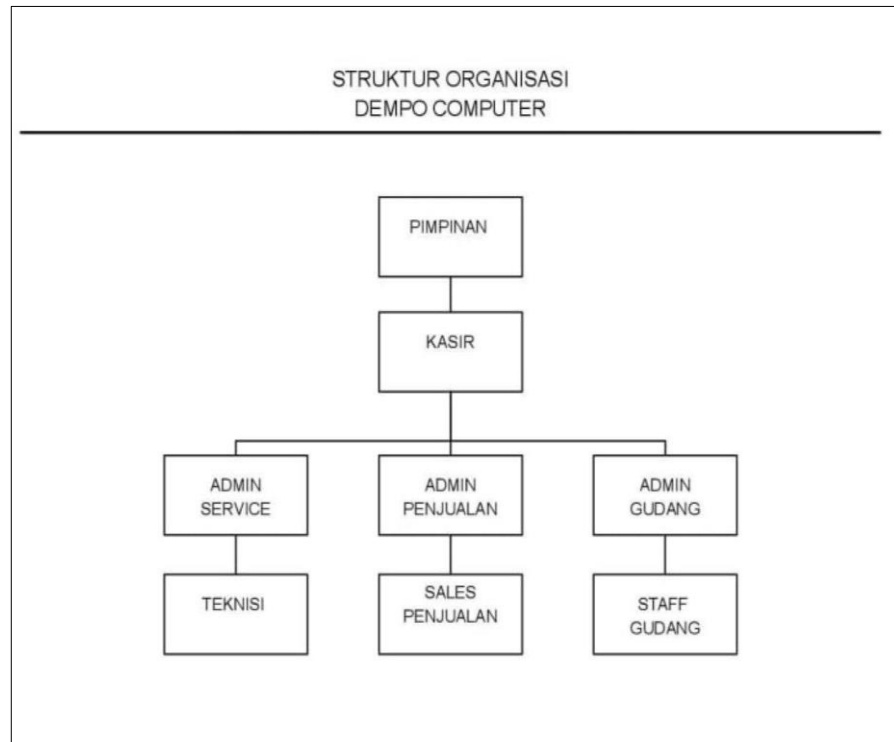 STRUKTUR ORGANISASI
DEMPO COMPUTER
PIMPINAN
KASIR
ADMIN
SERVICE
ADMIN
PENJUALAN
ADMIN
GUDANG
TEKNISI
SALES
PENJUALAN
STAFF
GUDANG